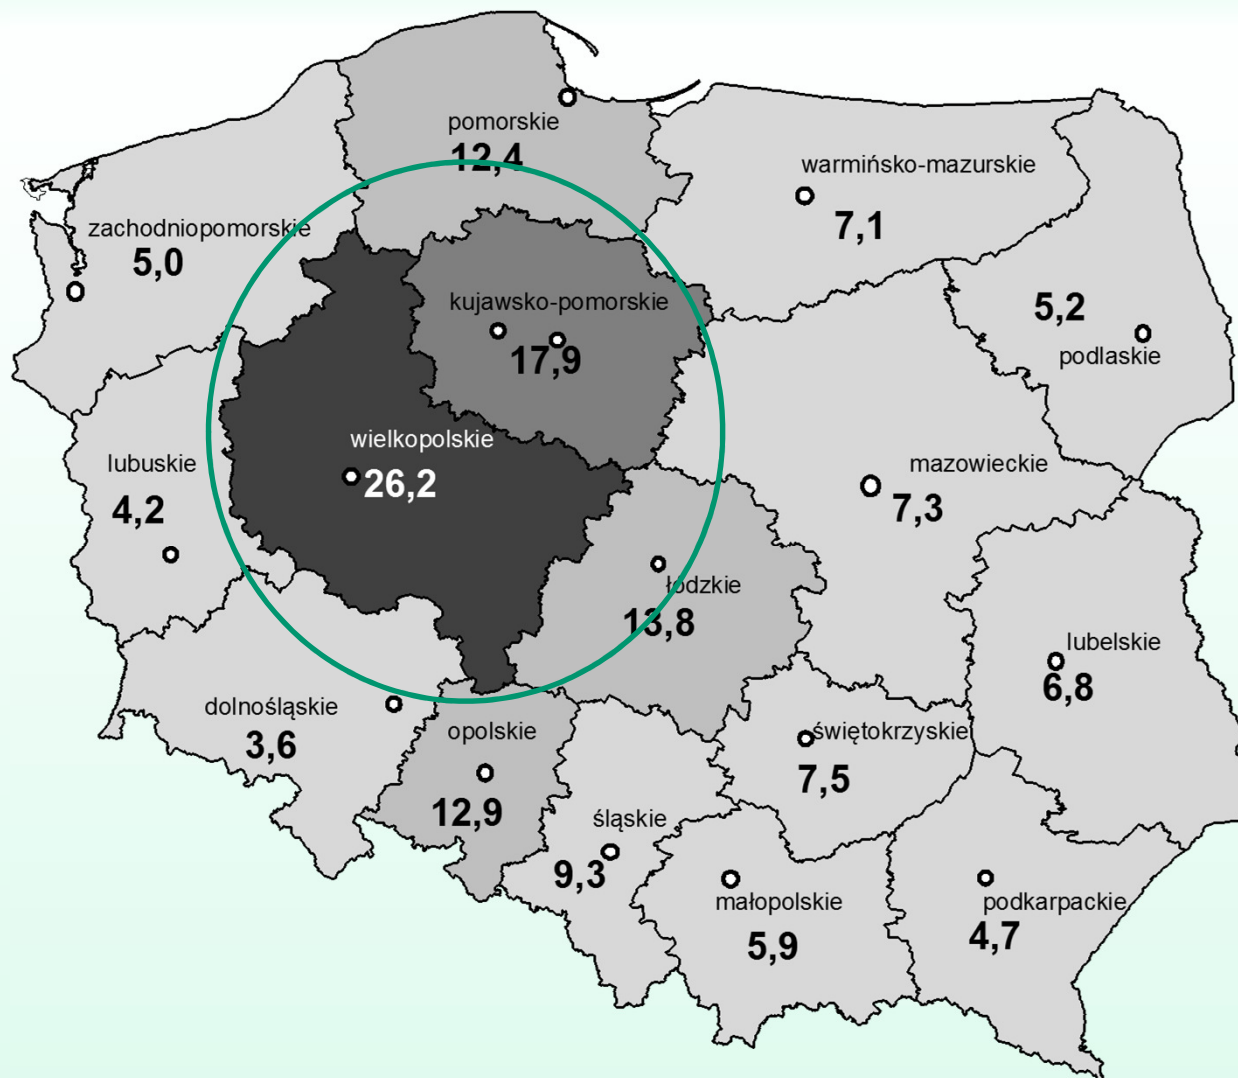 pomorskie
12,4
warmińsko-mazurskie
7,1
zachodniopomorskie
5,0
kujawsko-pomorskie
17,9
5,2
podlaskie
wielkopolskie
26,2
lubuskie
4,2
mazowieckie
7,3
łódzkie
13,8
lubelskie
6,8
dolnośląskie
3,6
opolskie
12,9
świętokrzyskie
7,5
śląskie
9,3
małopolskie
5,9
podkarpackie
4,7